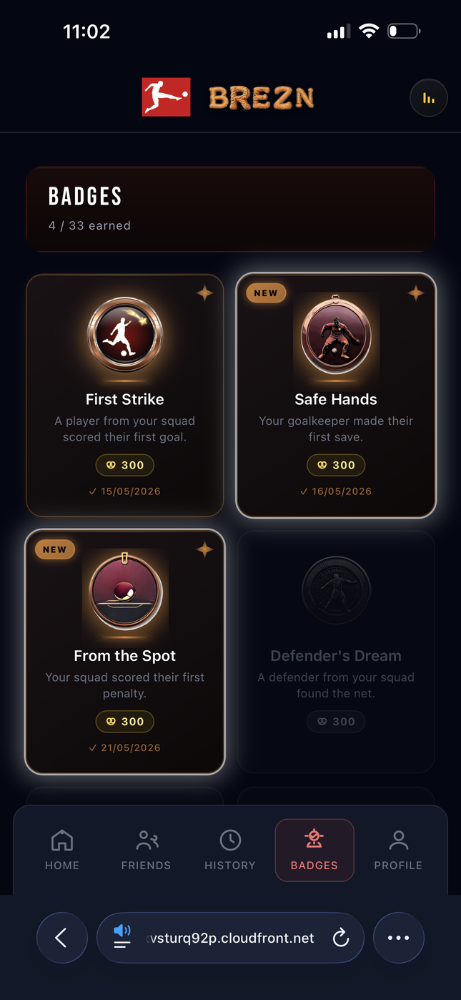 11:02
BREZN
BADGES
4 / 33 earned
First Strike
A player from your squad
scored their first goal.
300
✓ 15/05/2026
NEW
Safe Hands
Your goalkeeper made their
first save.
300
✓ 16/05/2026
NEW
From the Spot
Your squad scored their first
penalty.
300
✓ 21/05/2026
Defender's Dream
A defender from your squad
found the net.
300
HOME
FRIENDS
HISTORY
BADGES
PROFILE
vsturq92p.cloudfront.net